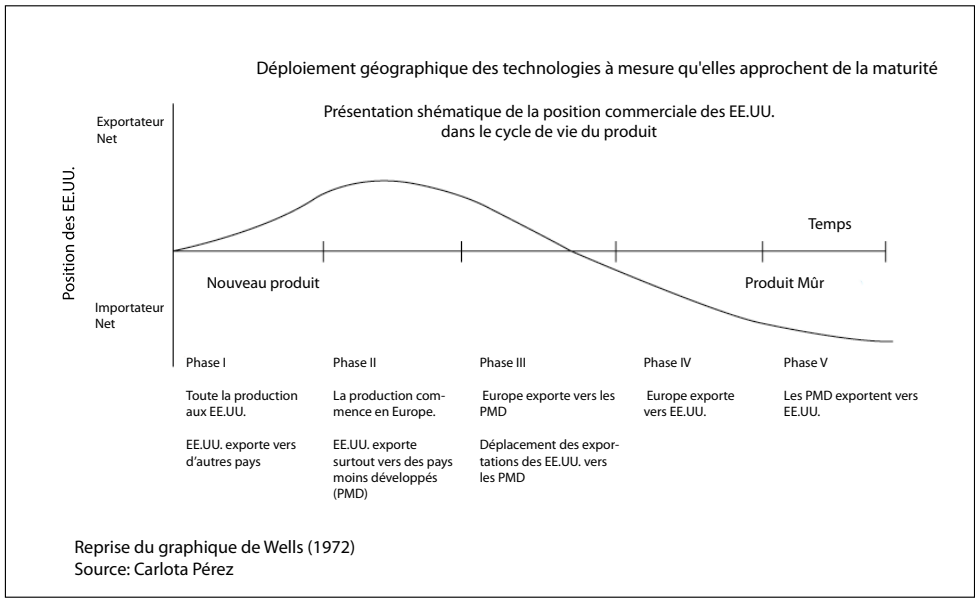 Déploiement géographique des technologies à mesure qu'elles approchent de la maturité
Présentation shématique de la position commerciale des EE.UU.
dans le cycle de vie du produit
Exportateur
Net
Position des EE.UU.
Temps
Nouveau produit
Produit Mûr
Importateur
Net
Phase I
Toute la production
aux EE.UU.
EE.UU. exporte vers
d'autres pays
Phase II
La production com-
mence en Europe.
EE.UU. exporte
surtout vers des pays
moins développés
(PMD)
Phase III
Europe exporte vers les
PMD
Déplacement des expor-
tations des EE.UU. vers
les PMD
Phase IV
Europe exporte
vers EE.UU.
Phase V
Les PMD exportent vers
EE.UU.
Reprise du graphique de Wells (1972)
Source: Carlota Pérez